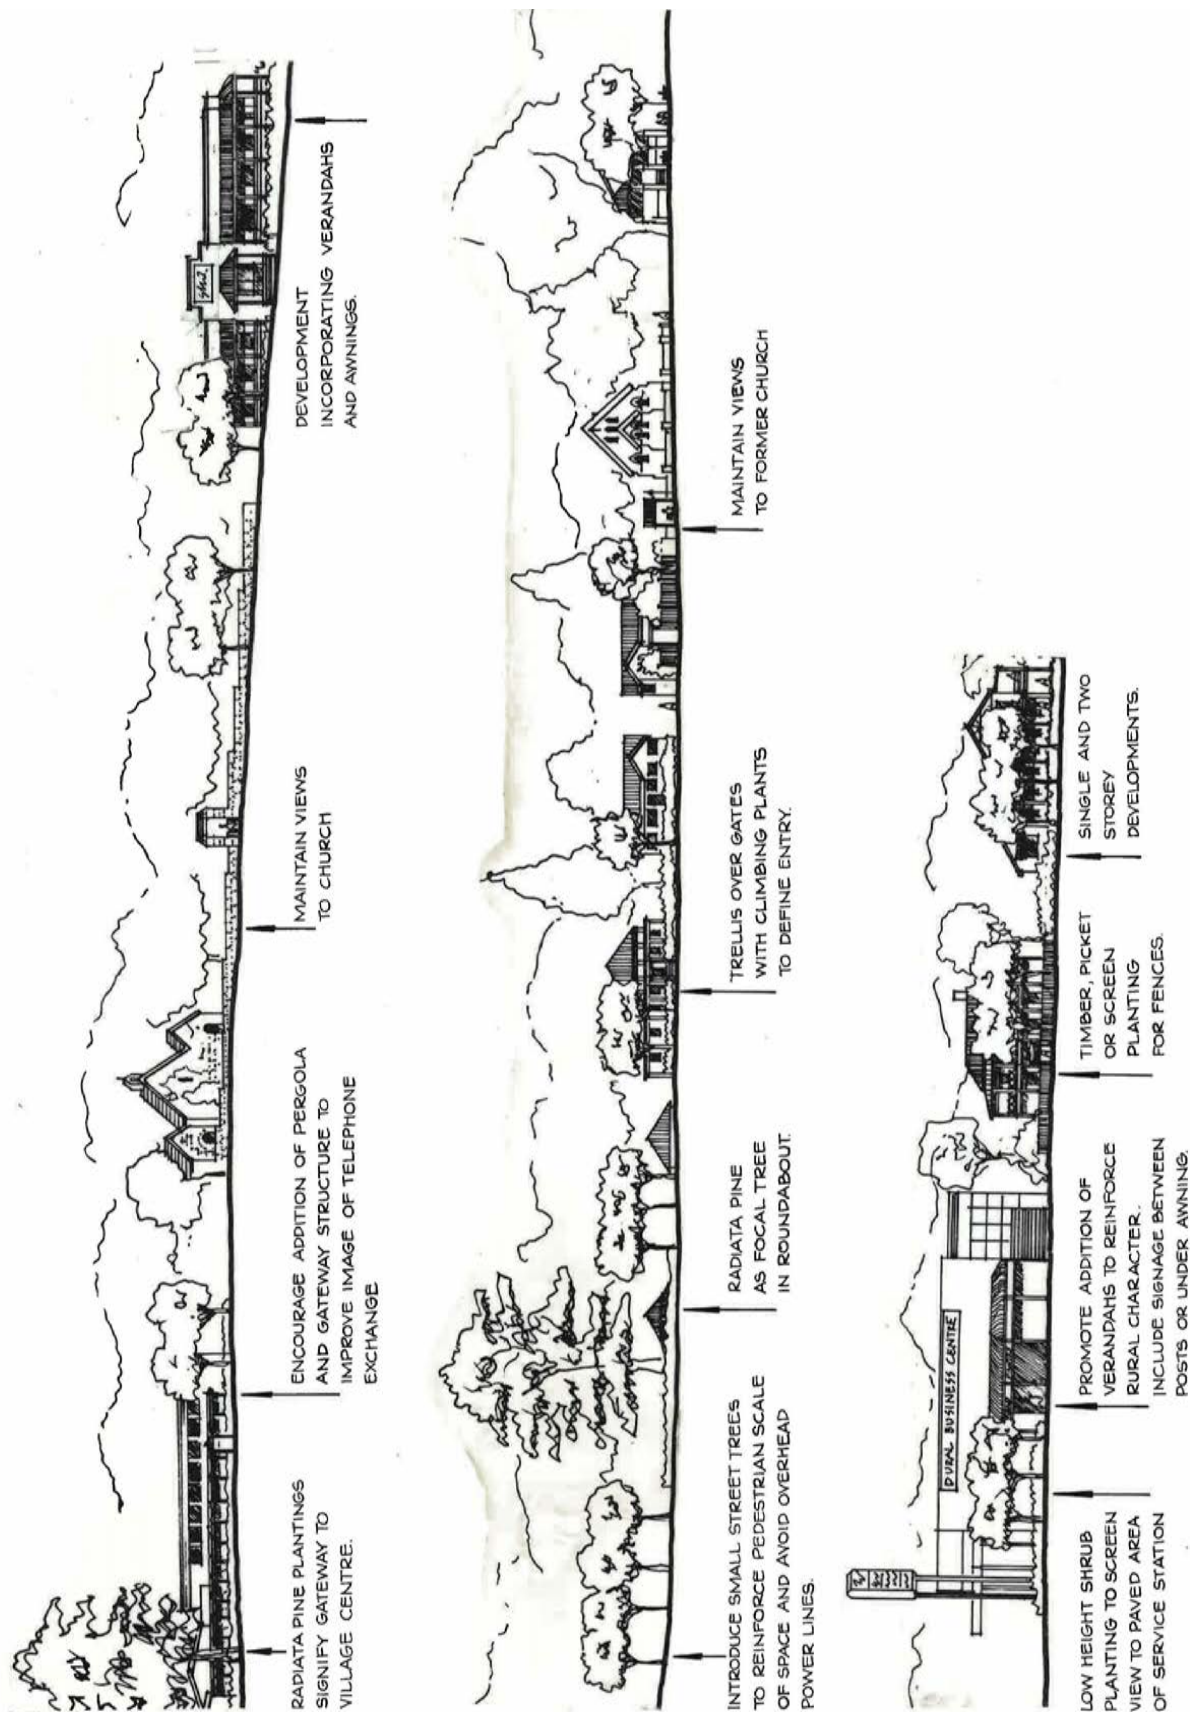 RADIATA PINE PLANTINGS
SIGNIFY GATEWAY TO
VILLAGE CENTRE.
ENCOURAGE ADDITION OF PERGOLA
AND GATEWAY STRUCTURE TO
IMPROVE IMAGE OF TELEPHONE
EXCHANGE
MAINTAIN VIEWS
TO CHURCH
DEVELOPMENT
INCORPORATING VERANDAHS
AND AWNINGS.
INTRODUCE SMALL STREET TREES
TO REINFORCE PEDESTRIAN SCALE
OF SPACE AND AVOID OVERHEAD
POWER LINES.
RADIATA PINE
AS FOCAL TREE
IN ROUNDABOUT.
TRELLIS OVER GATES
WITH CLIMBING PLANTS
TO DEFINE ENTRY.
MAINTAIN VIEWS
TO FORMER CHURCH
DURAL BUSINESS CENTRE
LOW HEIGHT SHRUB
PLANTING TO SCREEN
VIEW TO PAVED AREA
OF SERVICE STATION
PROMOTE ADDITION OF
VERANDAHS TO REINFORCE
RURAL CHARACTER.
INCLUDE SIGNAGE BETWEEN
POSTS OR UNDER AWNING.
TIMBER, PICKET
OR SCREEN
PLANTING
FOR FENCES.
SINGLE AND TWO
STOREY
DEVELOPMENTS.